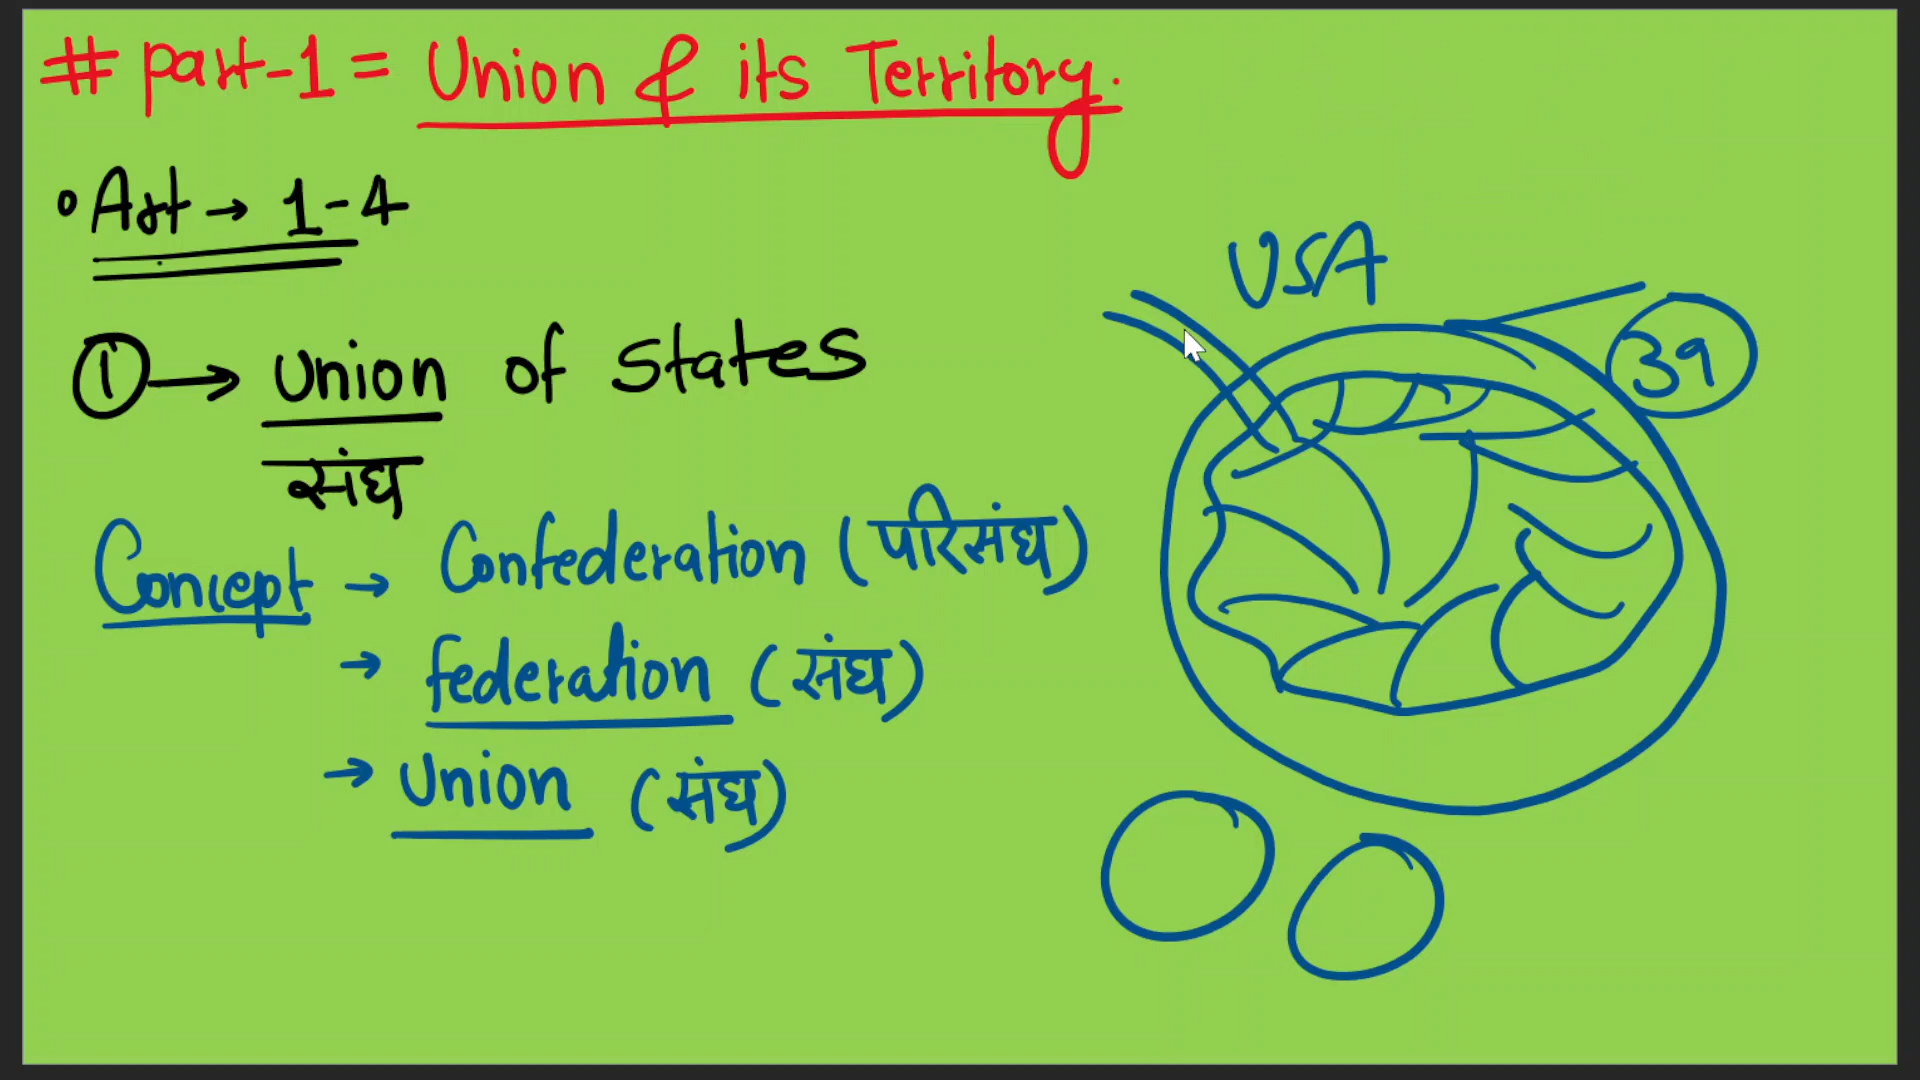 # part-1 = Union & its Territory.
• Art → 1-4
① → Union of states
संघ
Concept → Confederation (परिसंघ)
→ federation (संघ)
→ Union (संघ)
USA
39